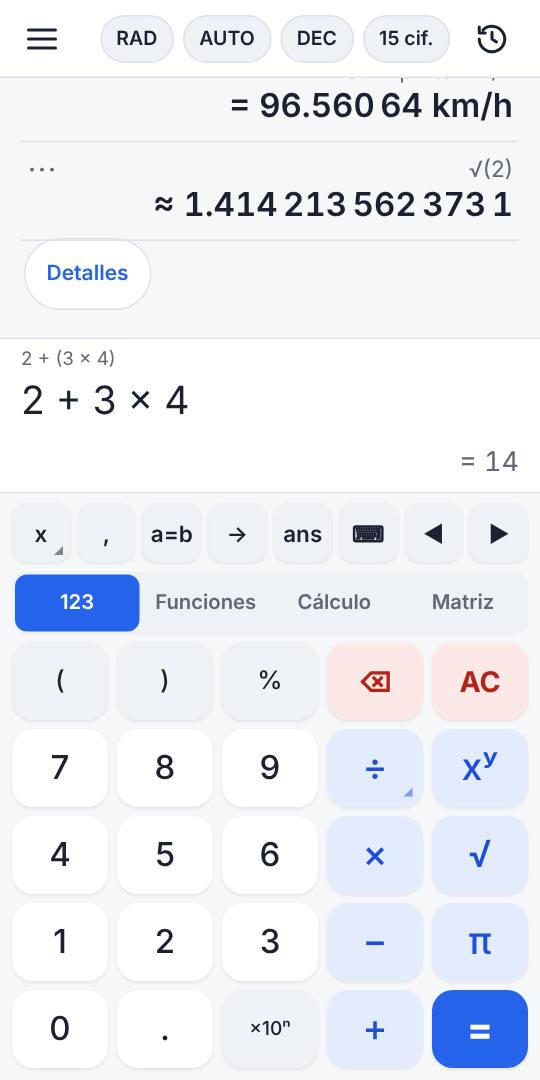 RAD AUTO DEC 15 cif.
= 96.560 64 km/h
... √(2)
≈ 1.414 213 562 373 1
Detalles
2 + (3 × 4)
2 + 3 × 4
= 14
x , a=b → ans ⌨ ◀ ▶
123 Funciones Cálculo Matriz
( ) % ⌫ AC
7 8 9 ÷ xʸ
4 5 6 × √
1 2 3 − π
0 . ×10ⁿ + =